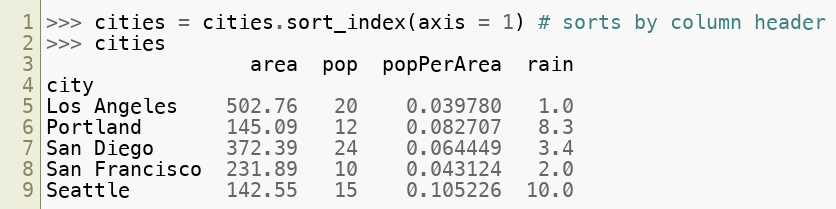 1 >>> cities = cities.sort_index(axis = 1) # sorts by column header
2 >>> cities
3                  area  pop  popPerArea  rain
4 city
5 Los Angeles    502.76   20    0.039780   1.0
6 Portland       145.09   12    0.082707   8.3
7 San Diego      372.39   24    0.064449   3.4
8 San Francisco  231.89   10    0.043124   2.0
9 Seattle        142.55   15    0.105226  10.0